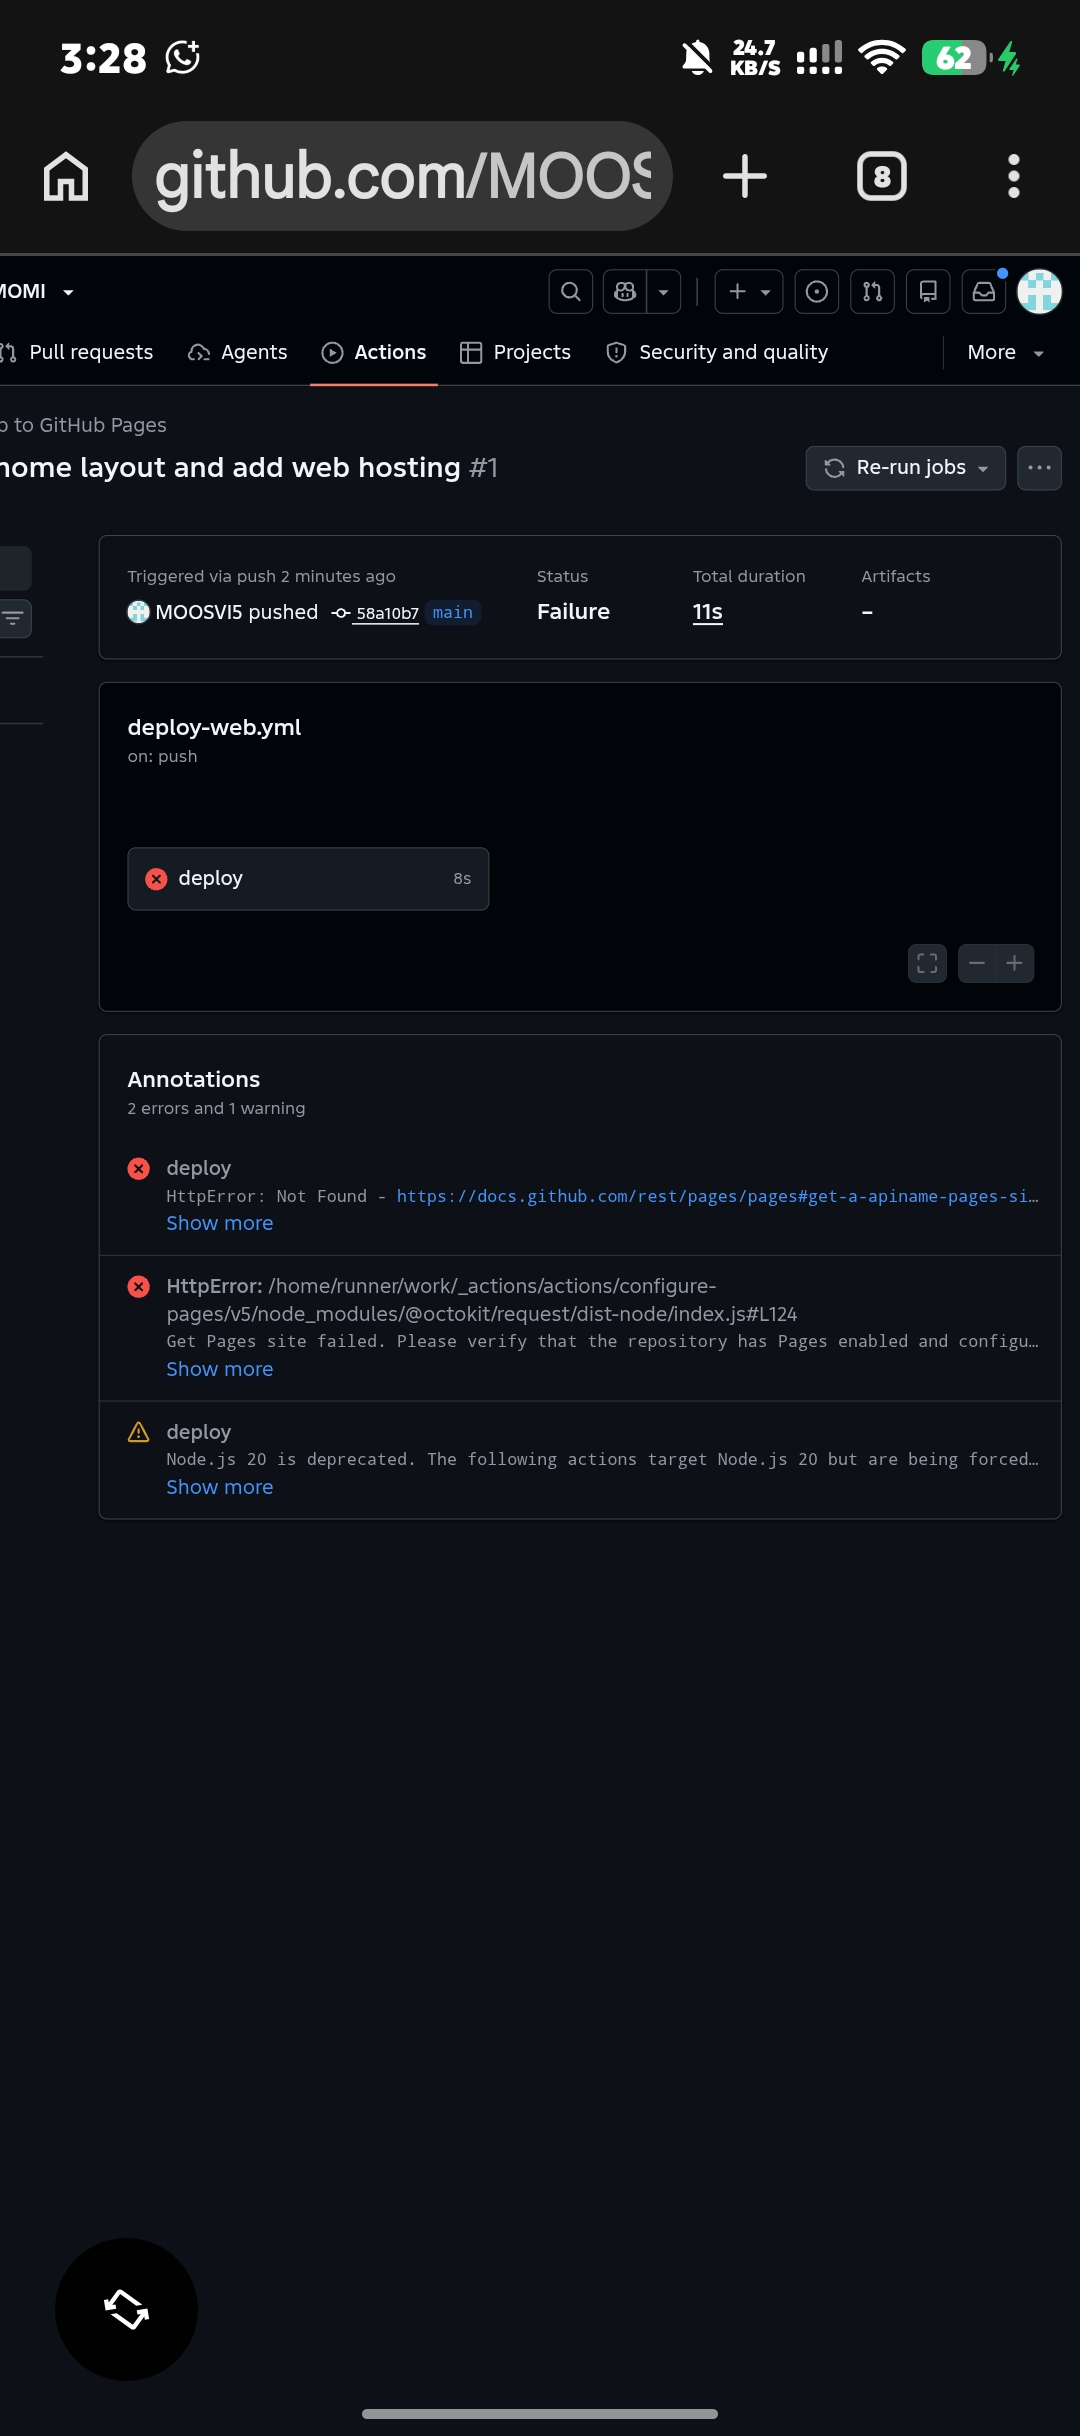 3:28
24.7
KB/S
62
github.com/MOOS
8
MOMI
Pull requests
Agents
Actions
Projects
Security and quality
More
to GitHub Pages
home layout and add web hosting #1
Re-run jobs
Triggered via push 2 minutes ago
MOOSVI5 pushed 58a10b7 main
Status
Failure
Total duration
11s
Artifacts
–
deploy-web.yml
on: push
deploy
8s
Annotations
2 errors and 1 warning
deploy
HttpError: Not Found - https://docs.github.com/rest/pages/pages#get-a-apiname-pages-si…
Show more
HttpError: /home/runner/work/_actions/actions/configure-
pages/v5/node_modules/@octokit/request/dist-node/index.js#L124
Get Pages site failed. Please verify that the repository has Pages enabled and configu…
Show more
deploy
Node.js 20 is deprecated. The following actions target Node.js 20 but are being forced…
Show more